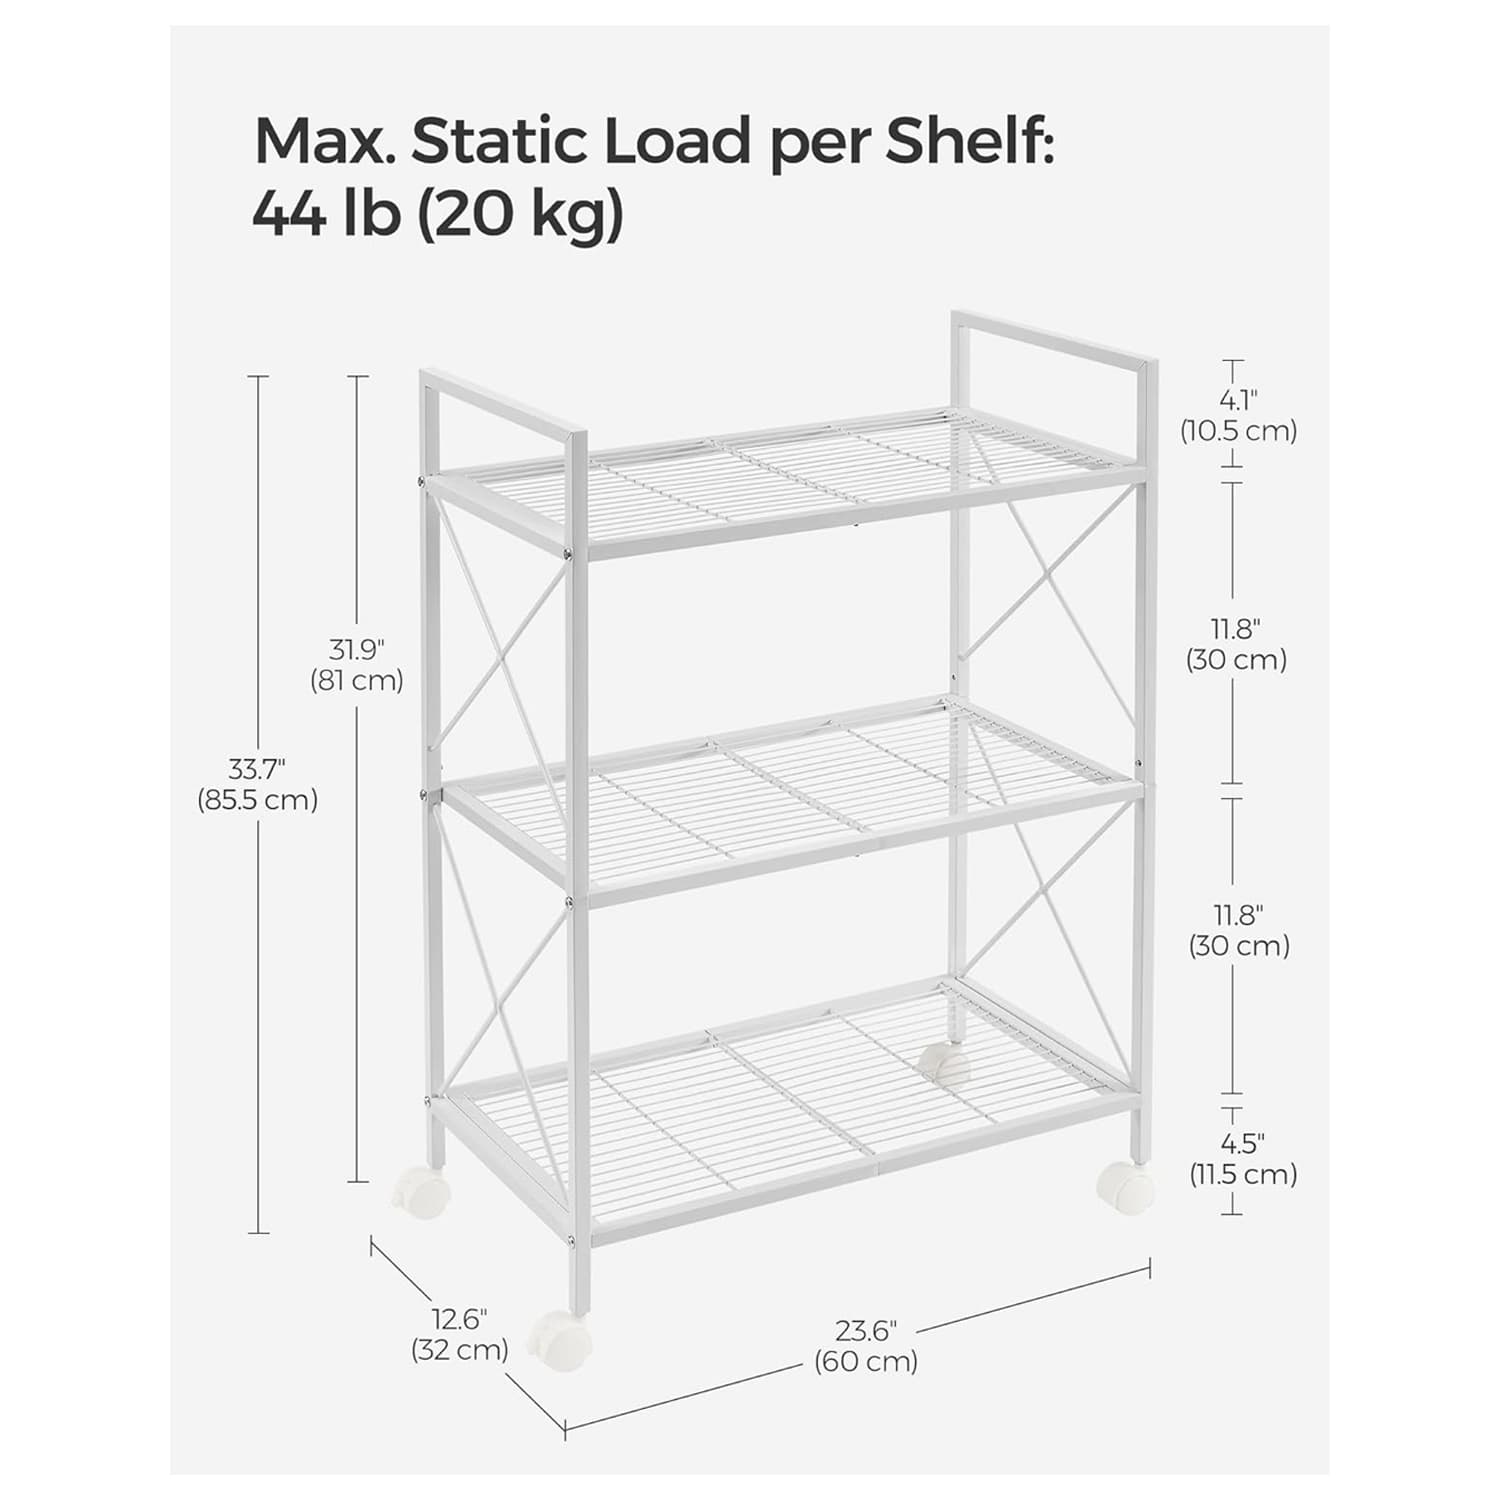 Max. Static Load per Shelf:
44 lb (20 kg)
4.1"
(10.5 cm)
11.8"
(30 cm)
31.9"
(81 cm)
33.7"
(85.5 cm)
11.8"
(30 cm)
4.5"
(11.5 cm)
12.6"
(32 cm)
23.6"
(60 cm)